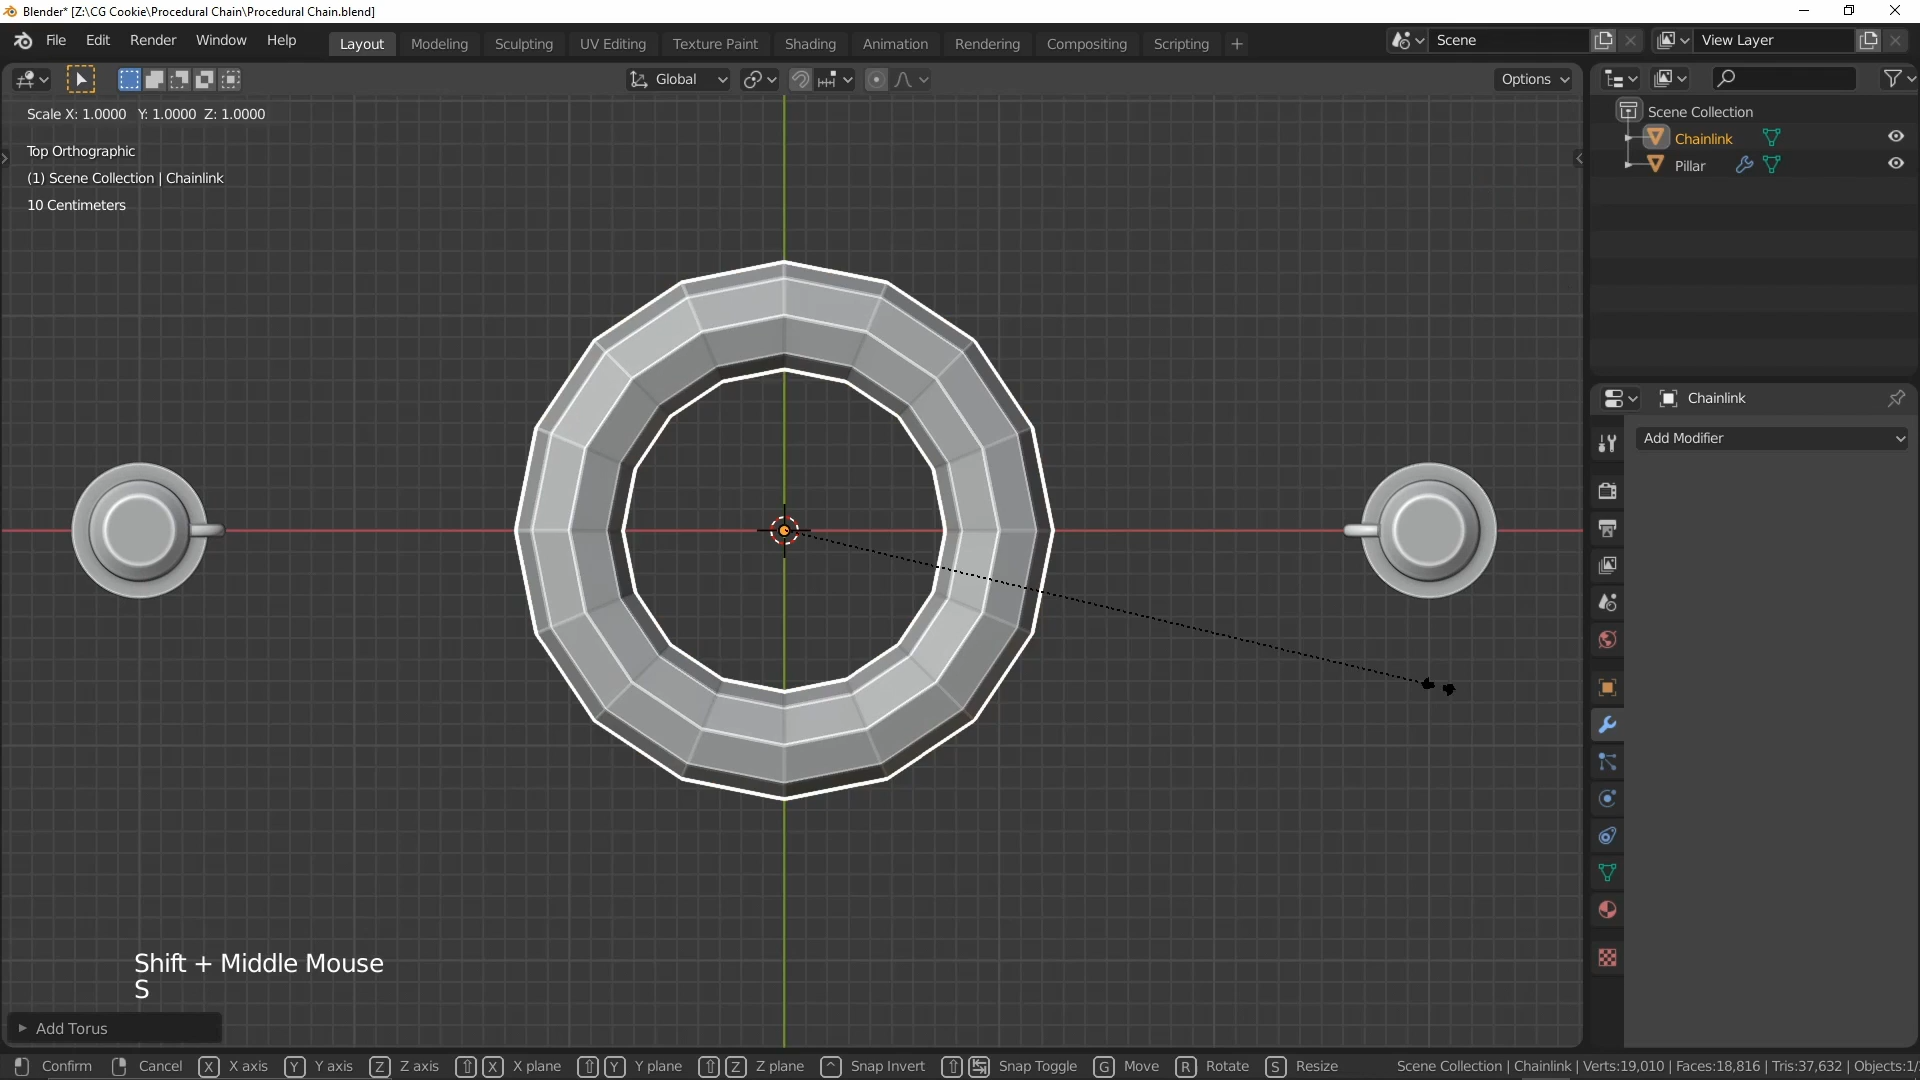 Blender* [Z:\CG Cookie\Procedural Chain\Procedural Chain.blend]
File Edit Render Window Help Layout Modeling Sculpting UV Editing Texture Paint Shading Animation Rendering Compositing Scripting + Scene View Layer
Global Options
Scale X: 1.0000 Y: 1.0000 Z: 1.0000
Top Orthographic
(1) Scene Collection | Chainlink
10 Centimeters
Scene Collection
Chainlink
Pillar
Chainlink
Add Modifier
Shift + Middle Mouse
S
Add Torus
Confirm Cancel X X axis Y Y axis Z Z axis X X plane Y Y plane Z Z plane Snap Invert Snap Toggle G Move R Rotate S Resize Scene Collection | Chainlink | Verts:19,010 | Faces:18,816 | Tris:37,632 | Objects:1/